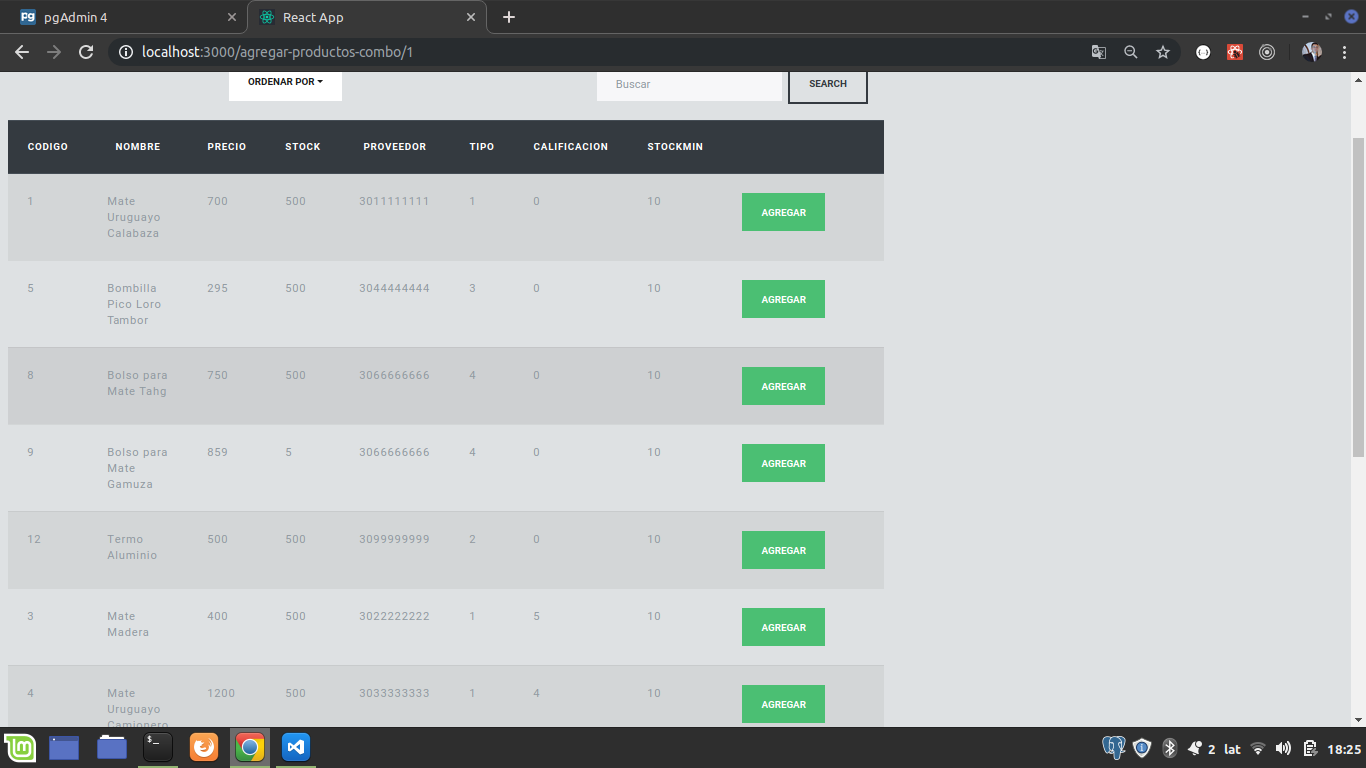 pgAdmin 4
React App
localhost:3000/agregar-productos-combo/1
ORDENAR POR
Buscar
SEARCH
CODIGO NOMBRE PRECIO STOCK PROVEEDOR TIPO CALIFICACION STOCKMIN
1 Mate 700 500 3011111111 1 0 10 AGREGAR
Uruguayo
Calabaza
5 Bombilla 295 500 3044444444 3 0 10 AGREGAR
Pico Loro
Tambor
8 Bolso para 750 500 3066666666 4 0 10 AGREGAR
Mate Tahg
9 Bolso para 859 5 3066666666 4 0 10 AGREGAR
Mate
Gamuza
12 Termo 500 500 3099999999 2 0 10 AGREGAR
Aluminio
3 Mate 400 500 3022222222 1 5 10 AGREGAR
Madera
4 Mate 1200 500 3033333333 1 4 10 AGREGAR
Uruguayo
Camionero
2 lat 18:25